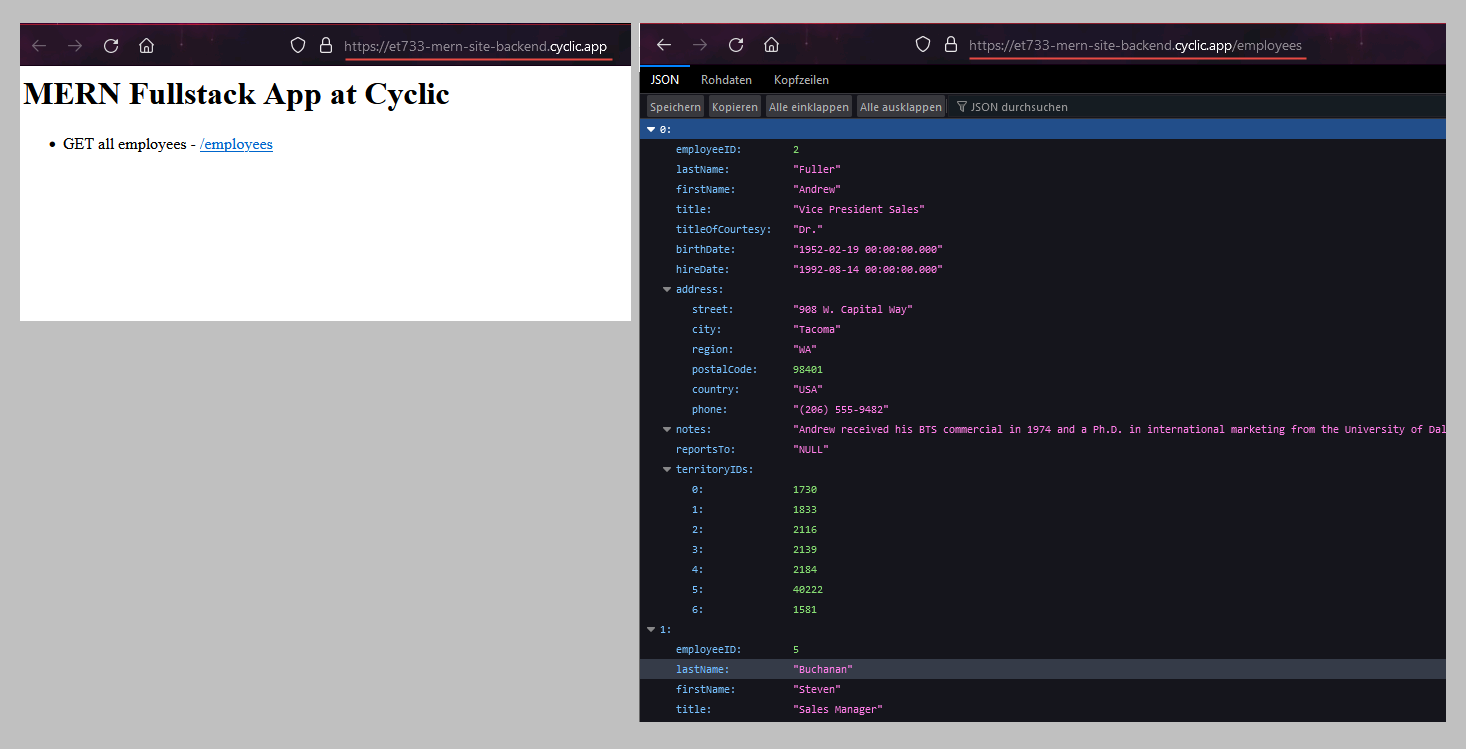 https://et733-mern-site-backend.cyclic.app
MERN Fullstack App at Cyclic
• GET all employees - /employees
https://et733-mern-site-backend.cyclic.app/employees
JSON Rohdaten Kopfzeilen
Speichern Kopieren Alle einklappen Alle ausklappen JSON durchsuchen
0:
employeeID: 2
lastName: "Fuller"
firstName: "Andrew"
title: "Vice President Sales"
titleOfCourtesy: "Dr."
birthDate: "1952-02-19 00:00:00.000"
hireDate: "1992-08-14 00:00:00.000"
address:
street: "908 W. Capital Way"
city: "Tacoma"
region: "WA"
postalCode: 98401
country: "USA"
phone: "(206) 555-9482"
notes: "Andrew received his BTS commercial in 1974 and a Ph.D. in international marketing from the University of Dal
reportsTo: "NULL"
territoryIDs:
0: 1730
1: 1833
2: 2116
3: 2139
4: 2184
5: 40222
6: 1581
1:
employeeID: 5
lastName: "Buchanan"
firstName: "Steven"
title: "Sales Manager"